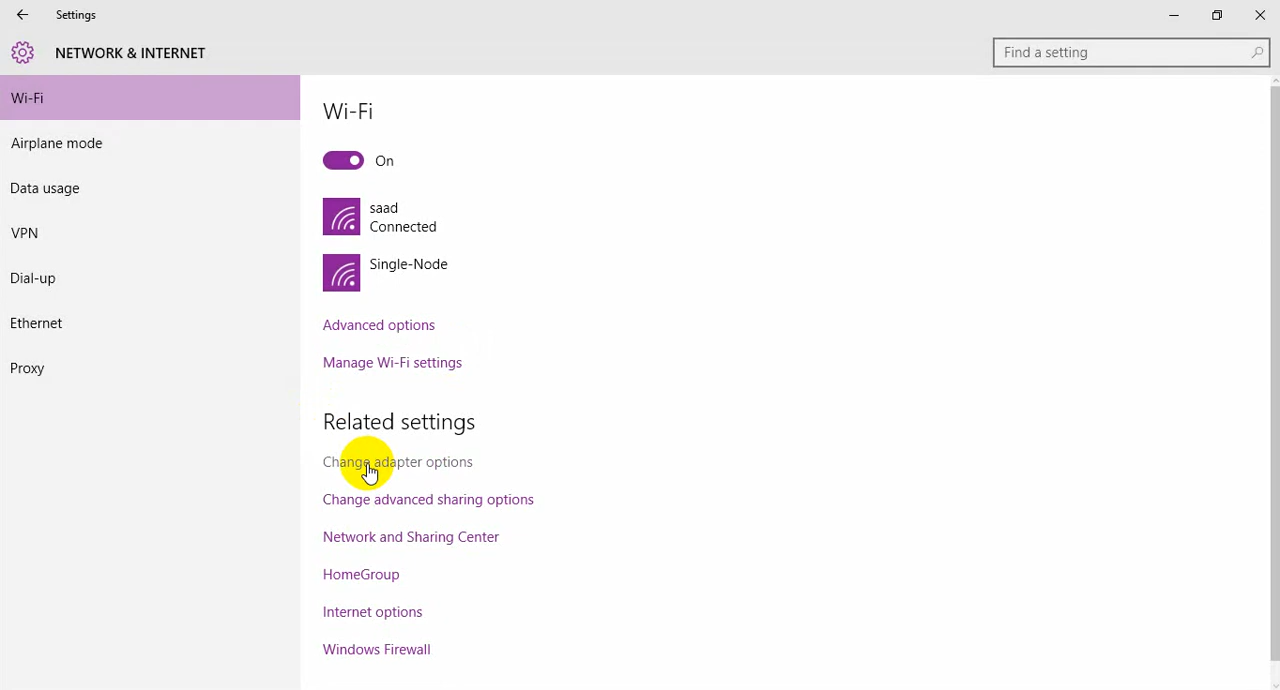 Settings
NETWORK & INTERNET
Find a setting
Wi-Fi
Airplane mode
Data usage
VPN
Dial-up
Ethernet
Proxy
Wi-Fi
On
saad
Connected
Single-Node
Advanced options
Manage Wi-Fi settings
Related settings
Change adapter options
Change advanced sharing options
Network and Sharing Center
HomeGroup
Internet options
Windows Firewall